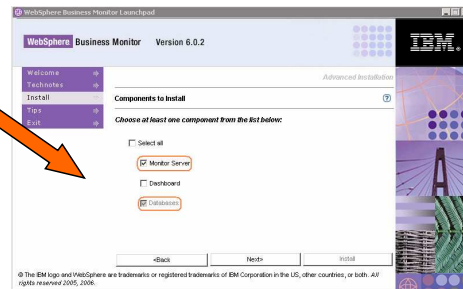 WebSphere Business Monitor Launchpad
WebSphere Business Monitor Version 6.0.2
IBM.
Welcome
Technotes
Install
Tips
Exit
Advanced Installation
Components to Install
?
Choose at least one component from the list below:
Select all
Monitor Server
Dashboard
Databases
<Back Next> Install
© The IBM logo and WebSphere are trademarks or registered trademarks of IBM Corporation in the US, other countries, or both. All
rights reserved 2005, 2006.